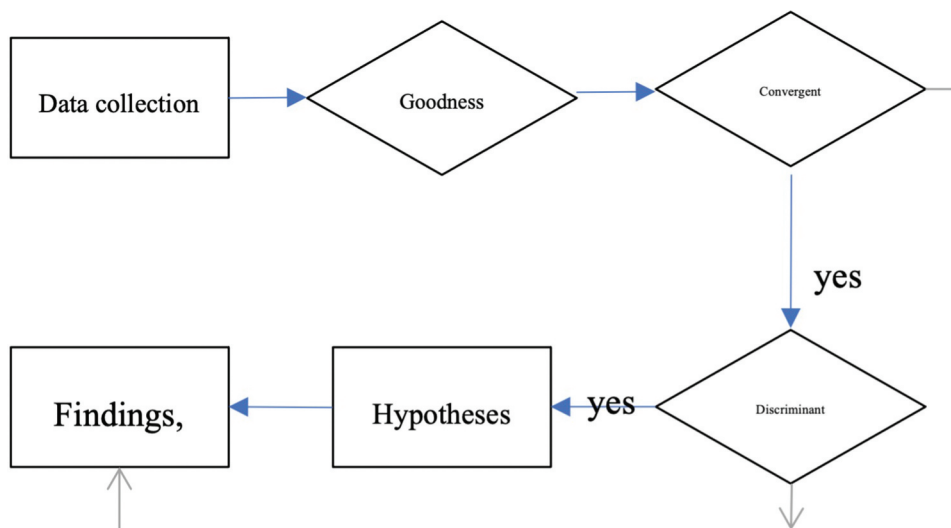 Data collection
Goodness
Convergent
yes
Findings,
Hypotheses
yes
Discriminant